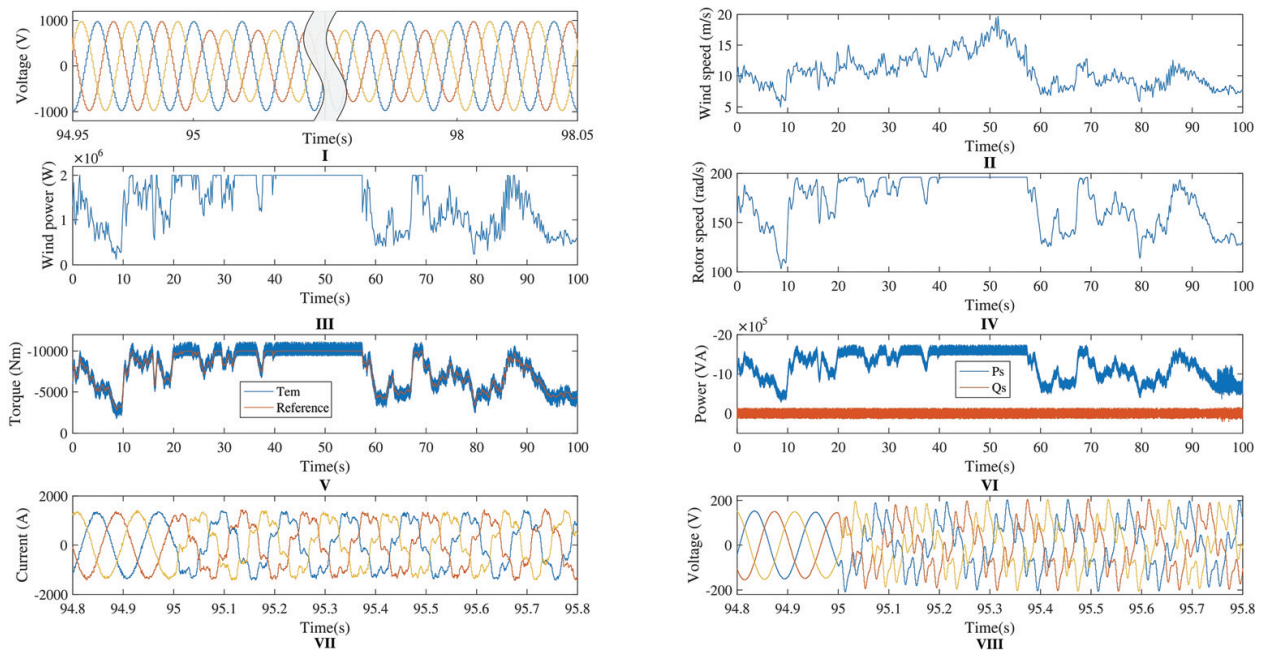 Voltage (V)
1000
0
-1000
94.95 95 98 98.05
Time(s)
I
Wind speed (m/s)
20
15
10
5
0 10 20 30 40 50 60 70 80 90 100
Time(s)
II
×10⁶
Wind power (W)
2
1
0
0 10 20 30 40 50 60 70 80 90 100
Time(s)
III
Rotor speed (rad/s)
200
150
100
0 10 20 30 40 50 60 70 80 90 100
Time(s)
IV
Torque (Nm)
-10000
-5000
0
Tem
Reference
0 10 20 30 40 50 60 70 80 90 100
Time(s)
V
×10⁵
Power (V/A)
-20
-10
0
Ps
Qs
0 10 20 30 40 50 60 70 80 90 100
Time(s)
VI
Current (A)
2000
0
-2000
94.8 94.9 95 95.1 95.2 95.3 95.4 95.5 95.6 95.7 95.8
Time(s)
VII
Voltage (V)
200
0
-200
94.8 94.9 95 95.1 95.2 95.3 95.4 95.5 95.6 95.7 95.8
Time(s)
VIII